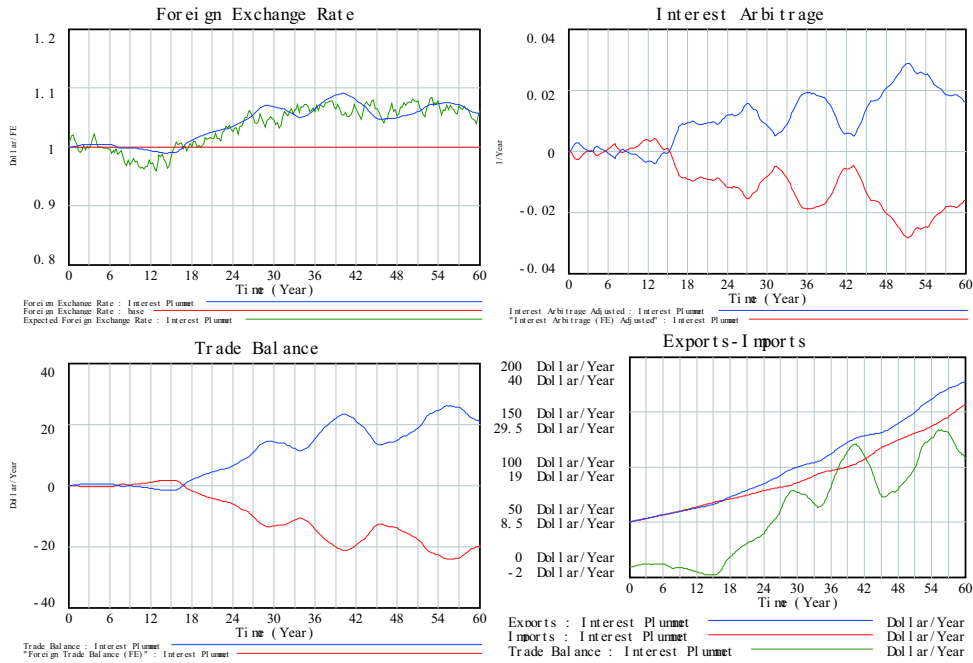 Foreign Exchange Rate
1.2
1.1
1
0.9
0.8
Dollar/FE
0 6 12 18 24 30 36 42 48 54 60
Time (Year)
Foreign Exchange Rate : Interest Plummet
Foreign Exchange Rate : base
Expected Foreign Exchange Rate : Interest Plummet
Interest Arbitrage
0.04
0.02
0
-0.02
-0.04
1/Year
0 6 12 18 24 30 36 42 48 54 60
Time (Year)
Interest Arbitrage Adjusted : Interest Plummet
"Interest Arbitrage (FE) Adjusted" : Interest Plummet
Trade Balance
40
20
0
-20
-40
Dollar/Year
0 6 12 18 24 30 36 42 48 54 60
Time (Year)
Trade Balance : Interest Plummet
"Foreign Trade Balance (FE)" : Interest Plummet
Exports-Imports
200 Dollar/Year
40 Dollar/Year
150 Dollar/Year
29.5 Dollar/Year
100 Dollar/Year
19 Dollar/Year
50 Dollar/Year
8.5 Dollar/Year
0 Dollar/Year
-2 Dollar/Year
0 6 12 18 24 30 36 42 48 54 60
Time (Year)
Exports : Interest Plummet Dollar/Year
Imports : Interest Plummet Dollar/Year
Trade Balance : Interest Plummet Dollar/Year